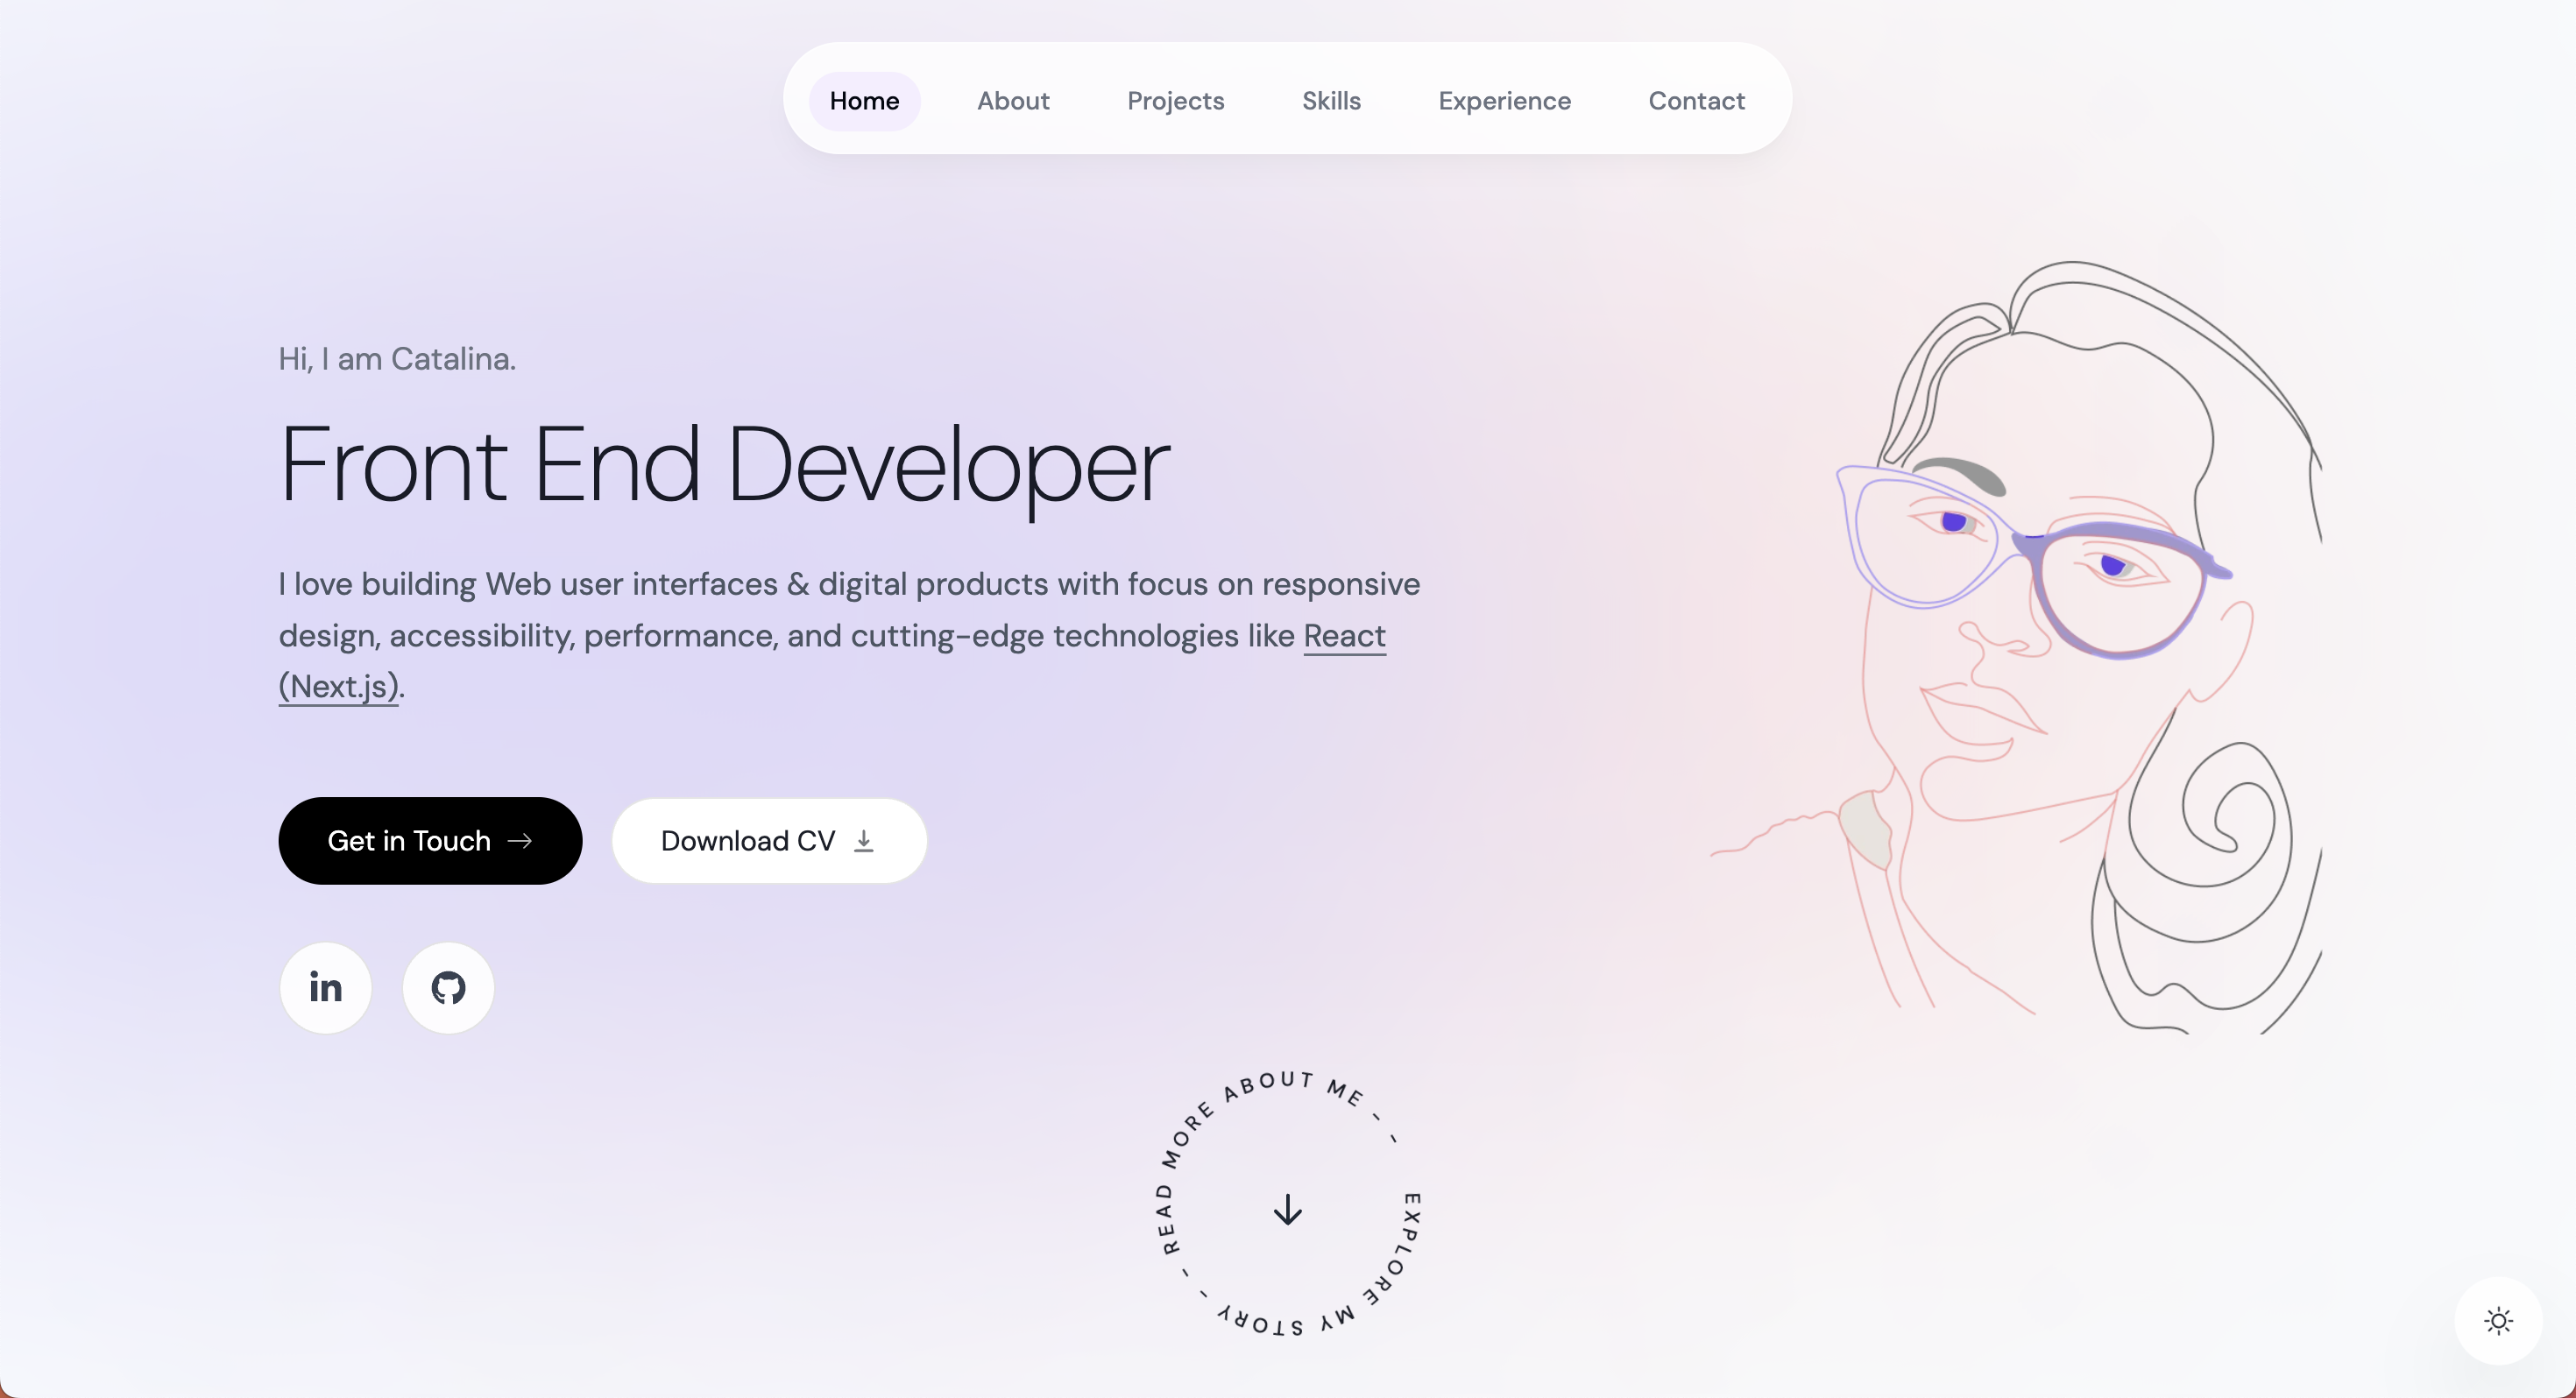 Home
About
Projects
Skills
Experience
Contact
Hi, I am Catalina.
Front End Developer
I love building Web user interfaces & digital products with focus on responsive
design, accessibility, performance, and cutting-edge technologies like React
(Next.js).
Get in Touch
Download CV
in
READ MORE ABOUT ME - -
EXPLORE MY STORY - -